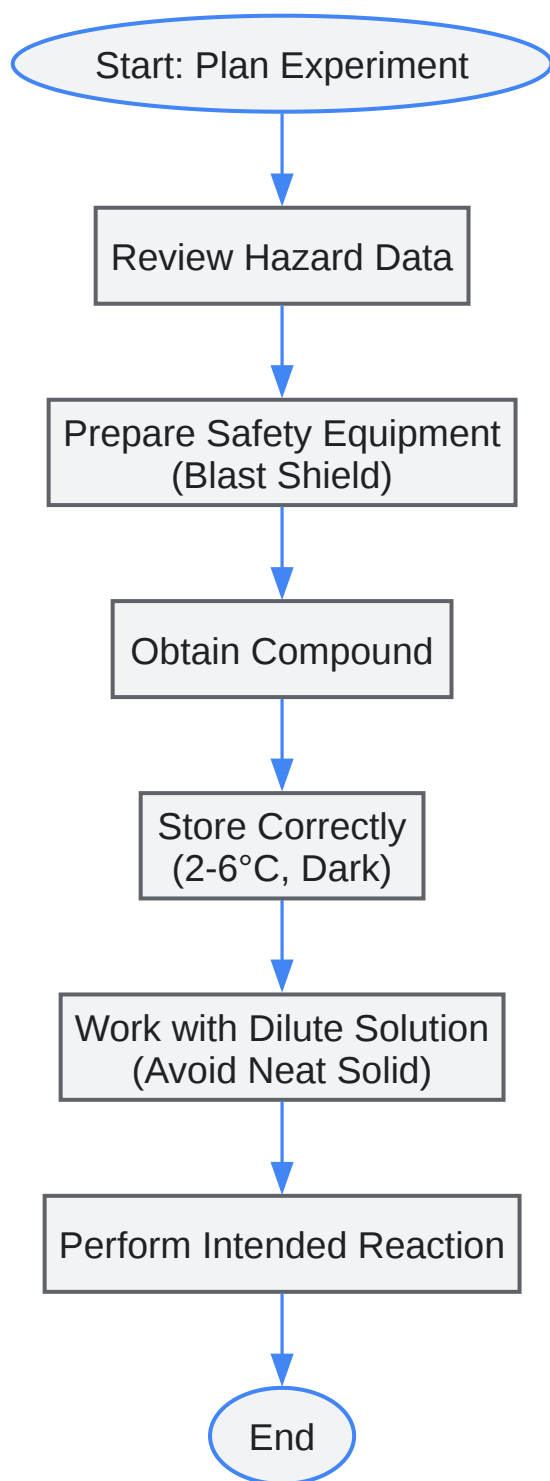 Start: Plan Experiment
Review Hazard Data
Prepare Safety Equipment
(Blast Shield)
Obtain Compound
Store Correctly
(2-6°C, Dark)
Work with Dilute Solution
(Avoid Neat Solid)
Perform Intended Reaction
End